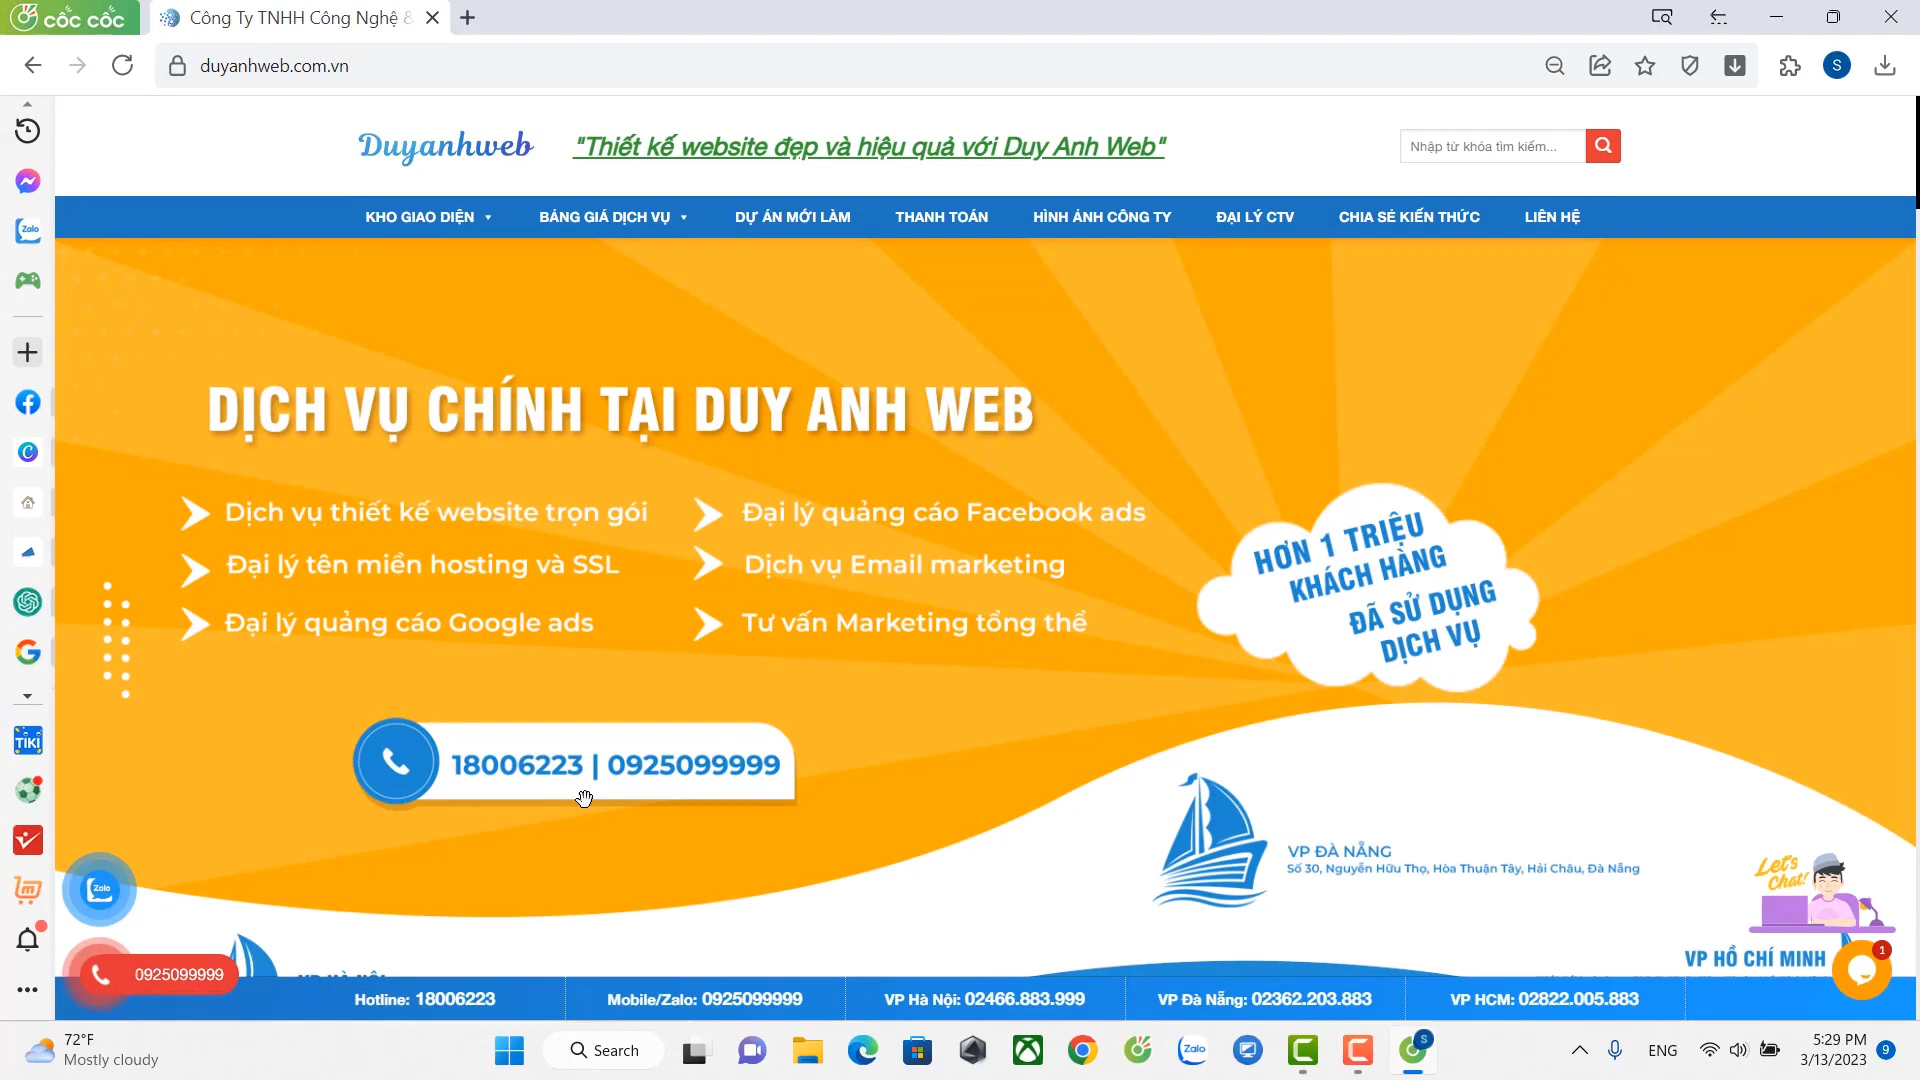 cốc cốc
Công Ty TNHH Công Nghệ &
duyanhweb.com.vn
S
Duyanhweb
"Thiết kế website đẹp và hiệu quả với Duy Anh Web"
Nhập từ khóa tìm kiếm...
KHO GIAO DIỆN
BẢNG GIÁ DỊCH VỤ
DỰ ÁN MỚI LÀM
THANH TOÁN
HÌNH ẢNH CÔNG TY
ĐẠI LÝ CTV
CHIA SẺ KIẾN THỨC
LIÊN HỆ
Zalo
DỊCH VỤ CHÍNH TẠI DUY ANH WEB
Dịch vụ thiết kế website trọn gói
Đại lý quảng cáo Facebook ads
Đại lý tên miền hosting và SSL
Dịch vụ Email marketing
Đại lý quảng cáo Google ads
Tư vấn Marketing tổng thể
HƠN 1 TRIỆU
KHÁCH HÀNG
ĐÃ SỬ DỤNG
DỊCH VỤ
18006223 | 0925099999
TIKI
VP ĐÀ NẴNG
Số 30, Nguyễn Hữu Thọ, Hòa Thuận Tây, Hải Châu, Đà Nẵng
Let's
Chat!
Zalo
1
VP HỒ CHÍ MINH
0925099999
Hotline: 18006223
Mobile/Zalo: 0925099999
VP Hà Nội: 02466.883.999
VP Đà Nẵng: 02362.203.883
VP HCM: 02822.005.883
72°F
Mostly cloudy
Search
Zalo
S
ENG
5:29 PM
3/13/2023
9